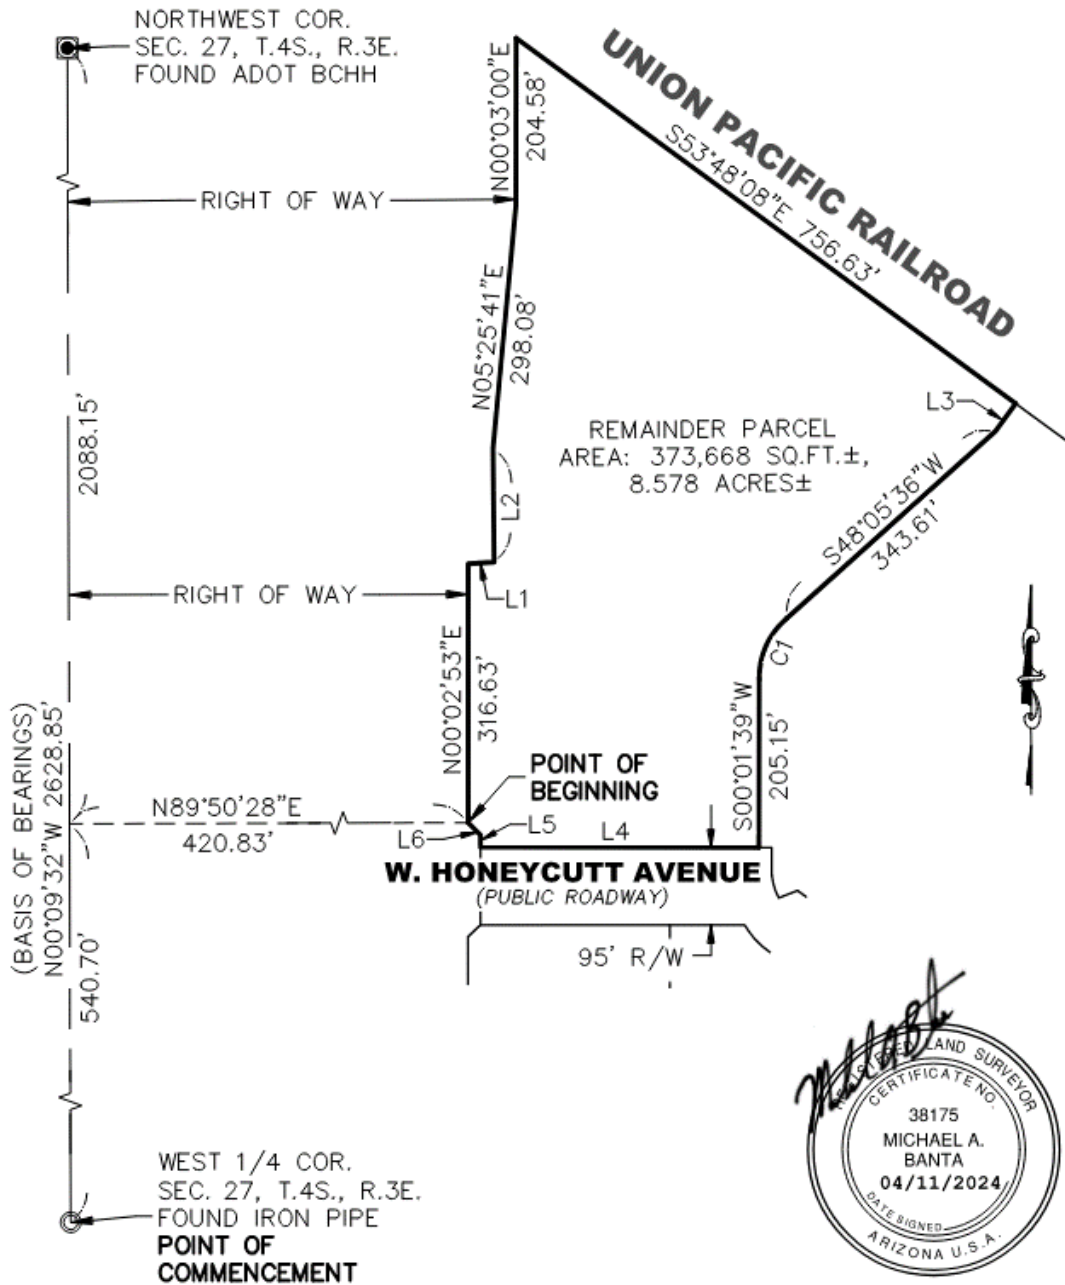 NORTHWEST COR.
SEC. 27, T.4S., R.3E.
FOUND ADOT BCHH
N00°03'00"E
204.58'
UNION PACIFIC RAILROAD
S53°48'08"E 756.63'
RIGHT OF WAY
N05°25'41"E
298.08'
L3
REMAINDER PARCEL
AREA: 373,668 SQ.FT.±,
8.578 ACRES±
2088.15'
L2
S48°05'36"W
343.61'
RIGHT OF WAY
L1
C1
N00°02'53"E
316.63'
S00°01'39"W
205.15'
POINT OF
BEGINNING
(BASIS OF BEARINGS)
N00°09'32"W 2628.85'
N89°50'28"E
420.83'
L6
L5
L4
W. HONEYCUTT AVENUE
(PUBLIC ROADWAY)
95' R/W
540.70'
REGISTERED LAND SURVEYOR
CERTIFICATE NO.
38175
MICHAEL A.
BANTA
04/11/2024
DATE SIGNED
ARIZONA U.S.A.
WEST 1/4 COR.
SEC. 27, T.4S., R.3E.
FOUND IRON PIPE
POINT OF
COMMENCEMENT